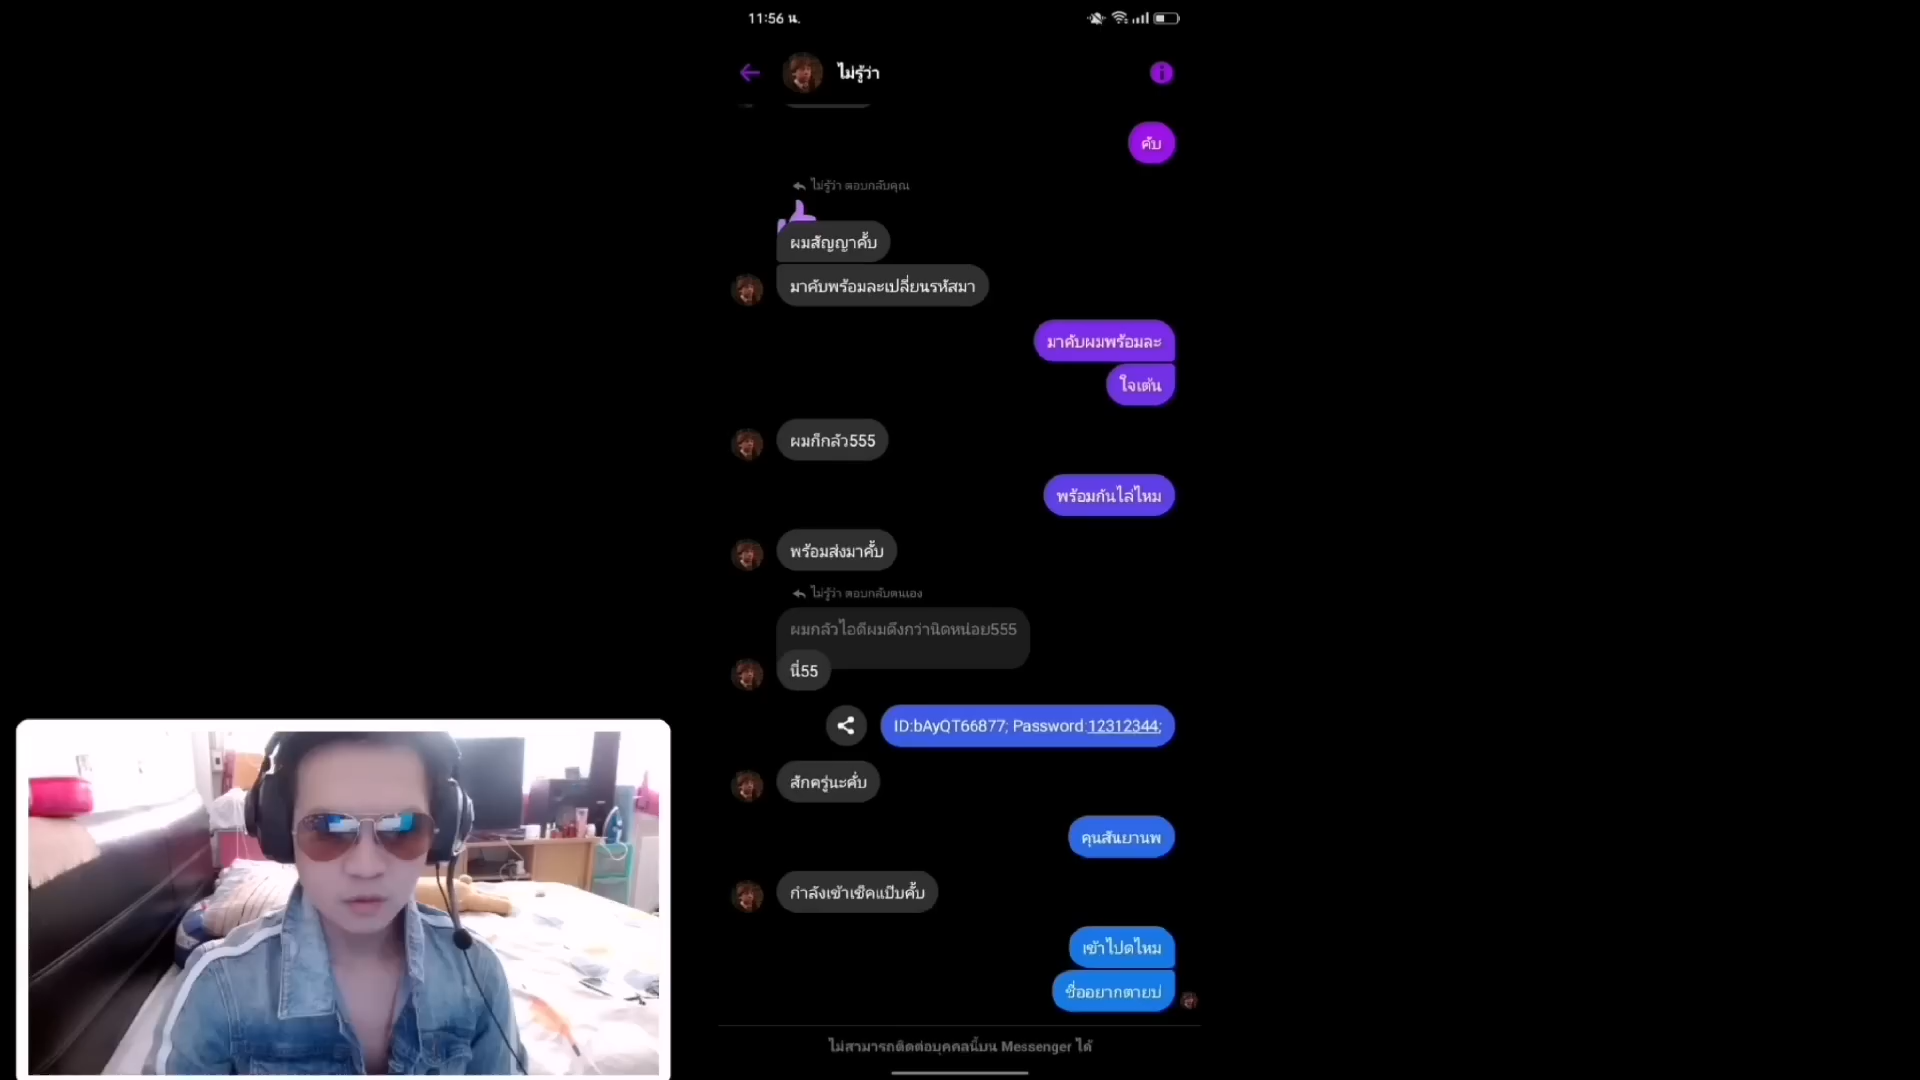 11:56 น.
ไม่รู้ว่า
คับ
ไม่รู้ว่า ตอบกลับคุณ
ผมสัญญาคั้บ
มาคับพร้อมละเปลี่ยนรหัสมา
มาคับผมพร้อมละ
ใจเต้น
ผมก็กลัว555
พร้อมกันไล่ไหม
พร้อมส่งมาคั้บ
ไม่รู้ว่า ตอบกลับตนเอง
ผมกลัวไอดีผมดึงกว่านิดหน่อย555
นี่55
ID:bAyQT66877; Password:12312344;
สักครู่นะคั่บ
คุนสันยานพ
กำลังเข้าเช็คแป๊บคั้บ
เข้าไปดไหม
ชื่ออยากตายบ่
ไม่สามารถติดต่อบุคคลนี้บน Messenger ได้